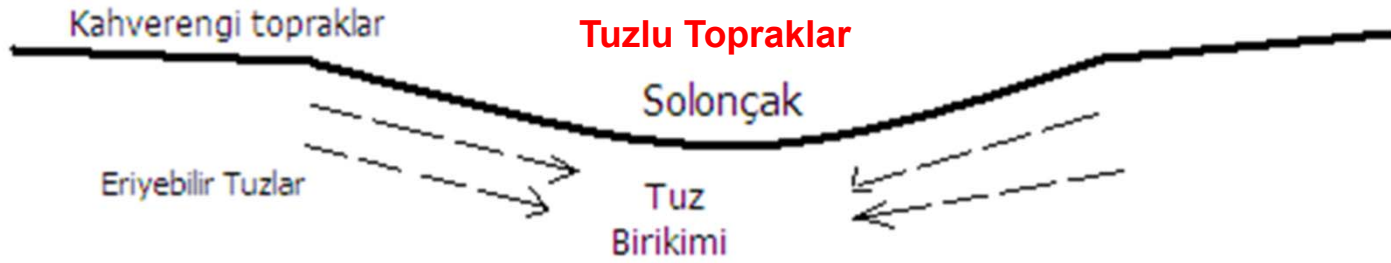 Kahverengi topraklar
Tuzlu Topraklar
Solonçak
Eriyebilir Tuzlar
Tuz
Birikimi